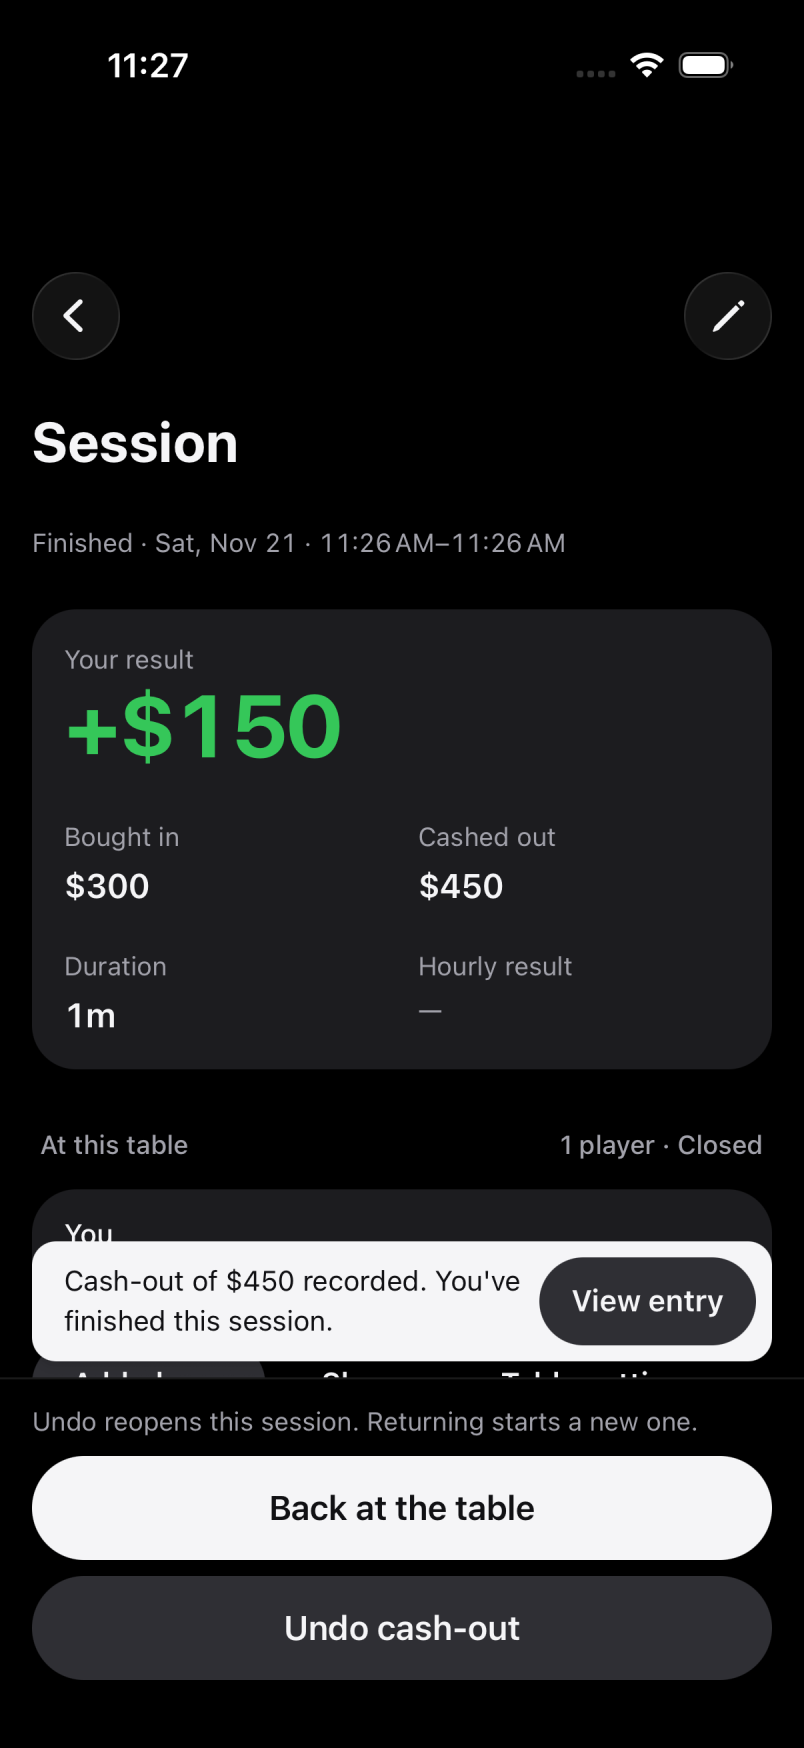 11:27
Session
Finished · Sat, Nov 21 · 11:26 AM–11:26 AM
Your result
+$150
Bought in
Cashed out
$300
$450
Duration
Hourly result
1m
—
At this table
1 player · Closed
You
Cash-out of $450 recorded. You've
finished this session.
View entry
Undo reopens this session. Returning starts a new one.
Back at the table
Undo cash-out